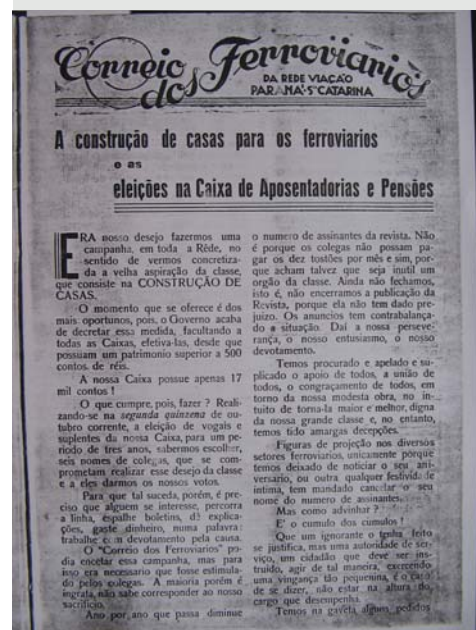 Correio dos Ferroviarios
DA REDE VIAÇÃO
PARANÁ-S-CATARINA
A construção de casas para os ferroviarios
e as
eleições na Caixa de Aposentadorias e Pensões
ERA nosso desejo fazermos uma
campanha, em toda a Rêde, no
sentido de vermos concretiza-
da a velha aspiração da classe,
que consiste na CONSTRUÇÃO DE
CASAS.
O momento que se oferece é dos
mais oportunos, pois, o Governo acaba
de decretar essa medida, facultando a
todas as Caixas, efetiva-las, desde que
possuam um patrimonio superior a 500
contos de réis.
A nossa Caixa possue apenas 17
mil contos !
O que cumpre, pois, fazer ? Reali-
zando-se na segunda quinzena de ou-
tubro corrente, a eleição de vogais e
suplentes da nossa Caixa, para um pe-
riodo de tres anos, sabermos escolher,
seis nomes de colegas, que se com-
prometam realizar esse desejo da classe
e a eles darmos os nossos votos.
Para que tal suceda, porém, é pre-
ciso que alguem se interesse, percorra
a linha, espalhe boletins, dê explica-
ções, gaste dinheiro, numa palavra:
trabalhe com devotamento pela causa.
O "Correio dos Ferroviarios" po-
dia encetar essa campanha, mas para
isso era necessario que fosse estimula-
do pelos colegas. A maioria porém é
ingrata, não sabe corresponder ao nosso
sacrificio.
Ano por ano que passa diminue
o numero de assinantes da revista. Não
é porque os colegas não possam pa-
gar os dez tostões por mês e sim, por-
que acham talvez que seja inutil um
orgão da classe. Ainda não fechamos,
isto é, não encerramos a publicação da
Revista, porque ela não tem dado pre-
juizo. Os anuncios tem contrabalança-
do a situação. Daí a nossa perseve-
rança, o nosso entusiasmo, o nosso
devotamento.
Temos procurado e apelado e su-
plicado o apoio de todos, a união de
todos, o congraçamento de todos, em
torno da nossa modesta obra, no in-
tuito de torna-la maior e melhor, digna
da nossa grande classe e, no entanto,
temos tido amargas decepções.
Figuras de projeção nos diversos
setores ferroviarios, unicamente porque
temos deixado de noticiar o seu ani-
versario, ou outra qualquer festividade
intima, tem mandado cancelar o seu
nome do numero de assinantes.
Mas como advinhar ?
E' o cumulo dos cumulos !
Que um ignorante o tenha feito
se justifica, mas uma autoridade de ser-
viço, um cidadão que deve ser ins-
truido, agir de tal maneira, exercendo
uma vingança tão pequenina, é o caso
de se dizer, não estar na altura do
cargo que desempenha.
Temos na gaveta alguns pedidos